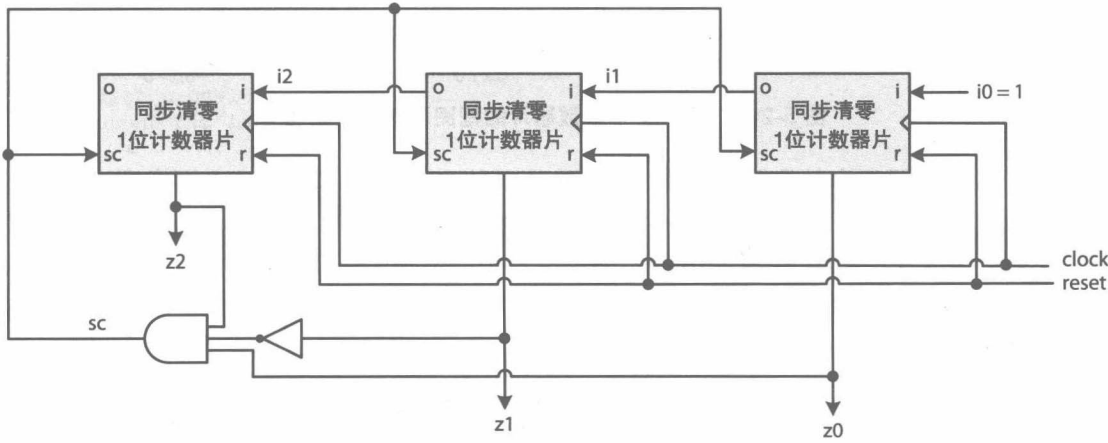 i2
i1
o
i
o
i
o
i
i0 = 1
同步清零
1位计数器片
同步清零
1位计数器片
同步清零
1位计数器片
sc
r
sc
r
sc
r
z2
clock
reset
sc
z1
z0